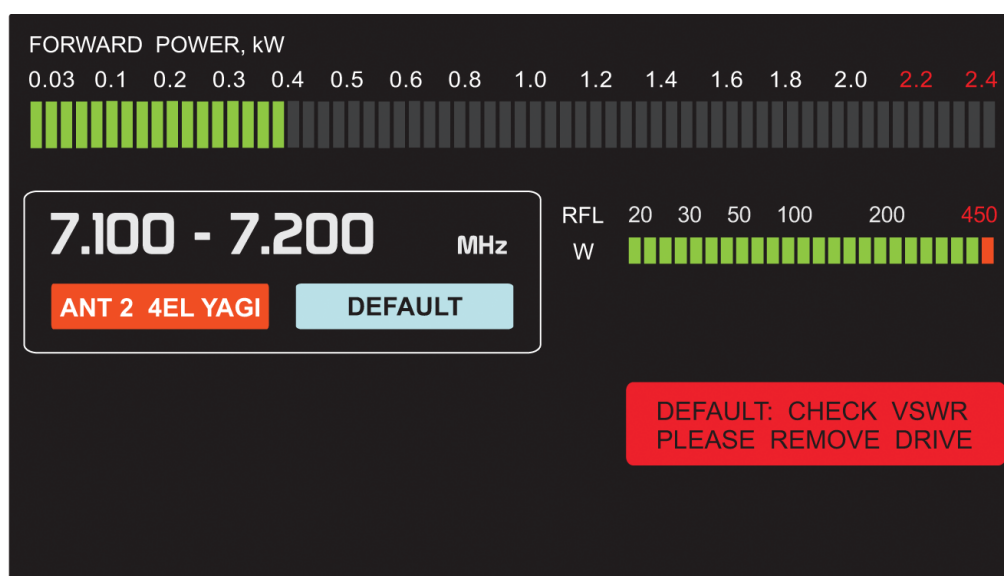 FORWARD POWER, kW
0.03 0.1 0.2 0.3 0.4 0.5 0.6 0.8 1.0 1.2 1.4 1.6 1.8 2.0 2.2 2.4
7.100 - 7.200 MHz
RFL 20 30 50 100 200 450
W
ANT 2 4EL YAGI DEFAULT
DEFAULT: CHECK VSWR
PLEASE REMOVE DRIVE